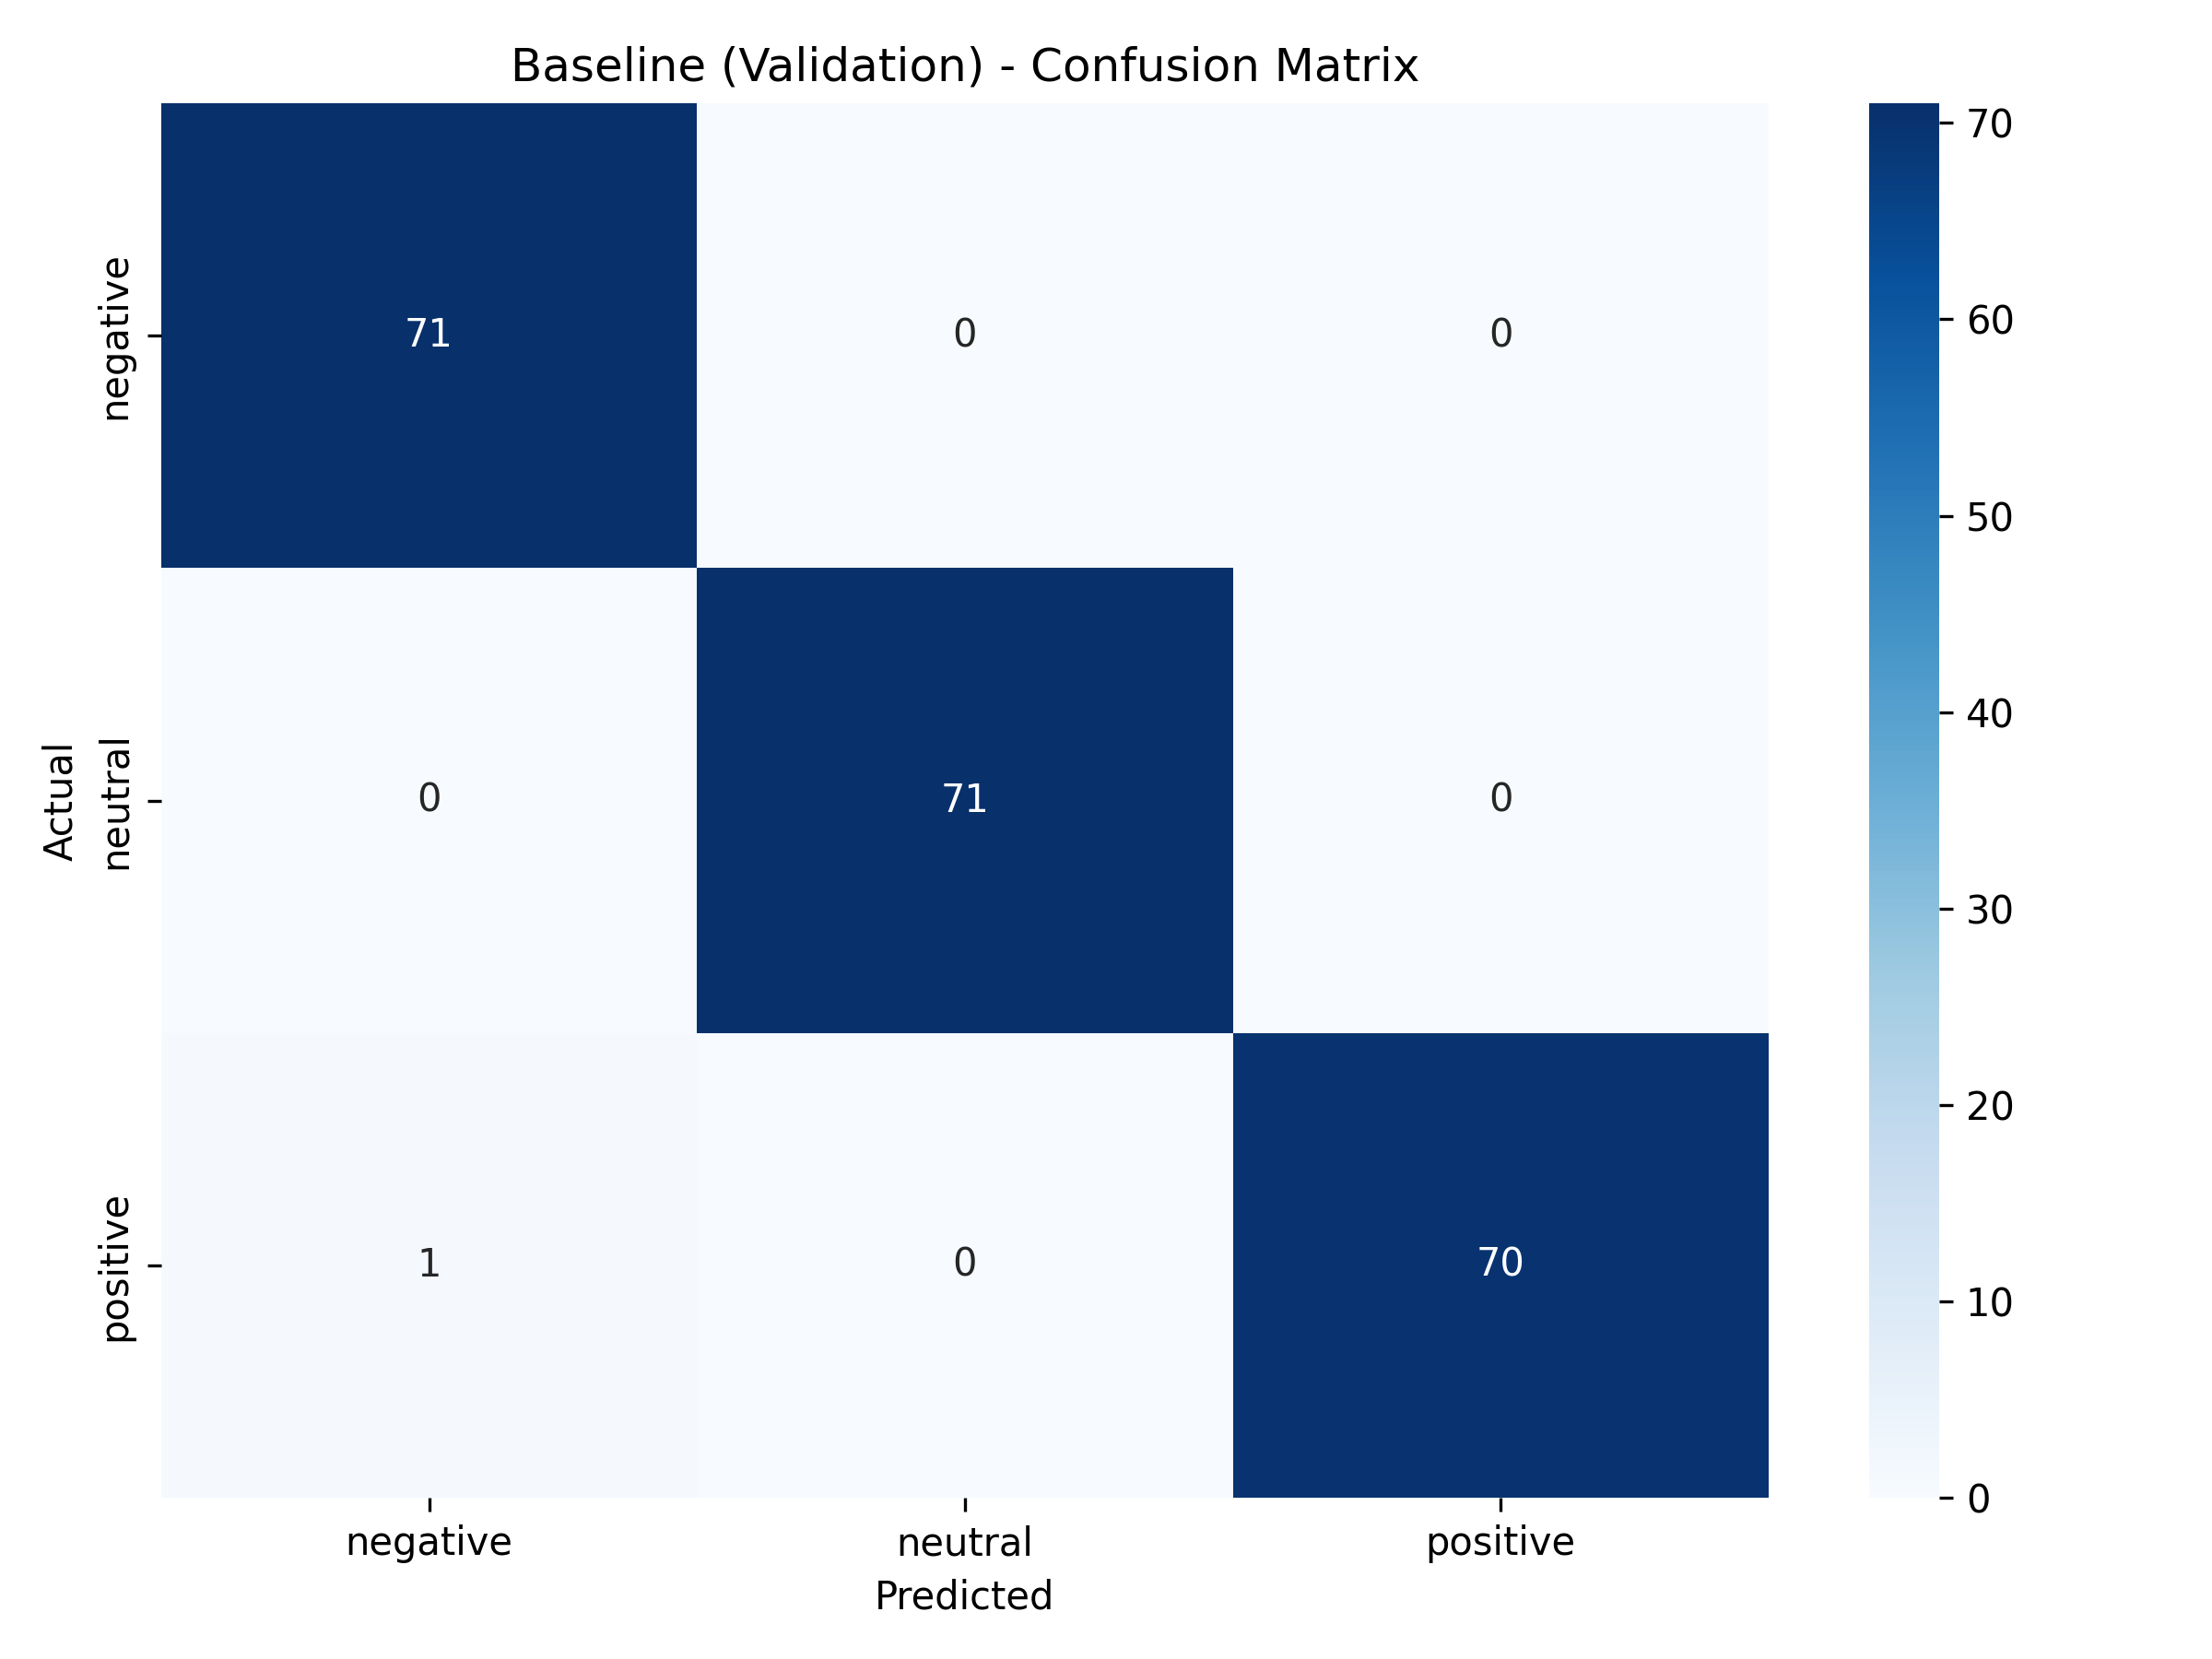 Baseline (Validation) - Confusion Matrix
Actual
negative
71
0
0
neutral
0
71
0
positive
1
0
70
negative
neutral
positive
Predicted
70
60
50
40
30
20
10
0